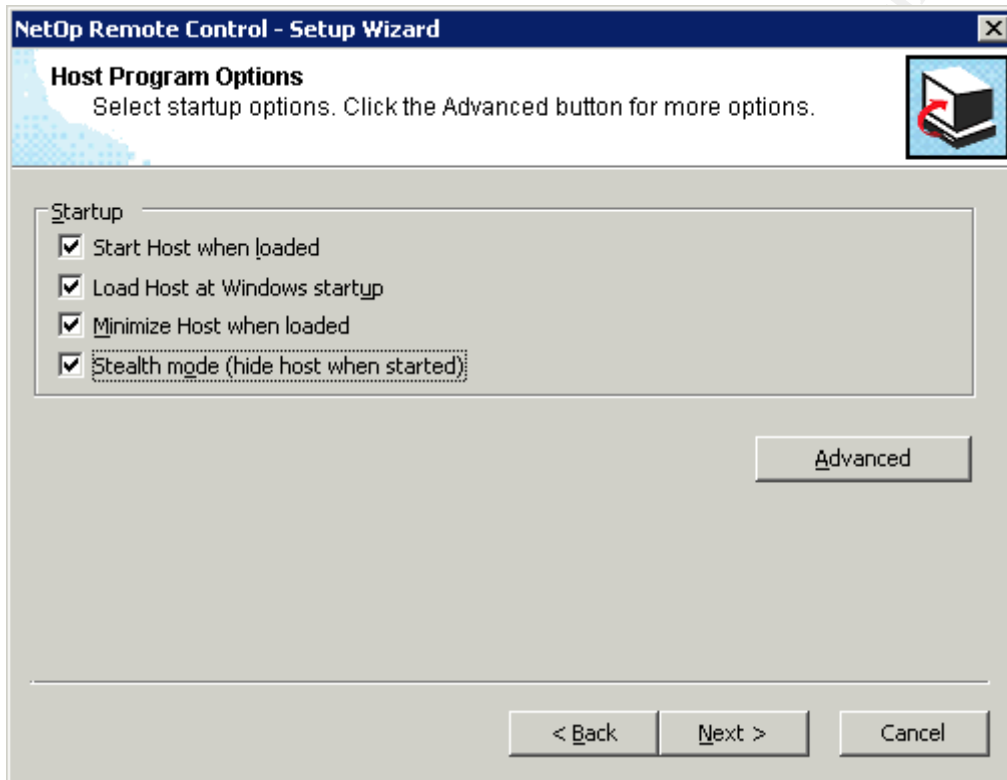 NetOp Remote Control - Setup Wizard
Host Program Options
Select startup options. Click the Advanced button for more options.
Startup
Start Host when loaded
Load Host at Windows startup
Minimize Host when loaded
Stealth mode (hide host when started)
Advanced
< Back Next > Cancel